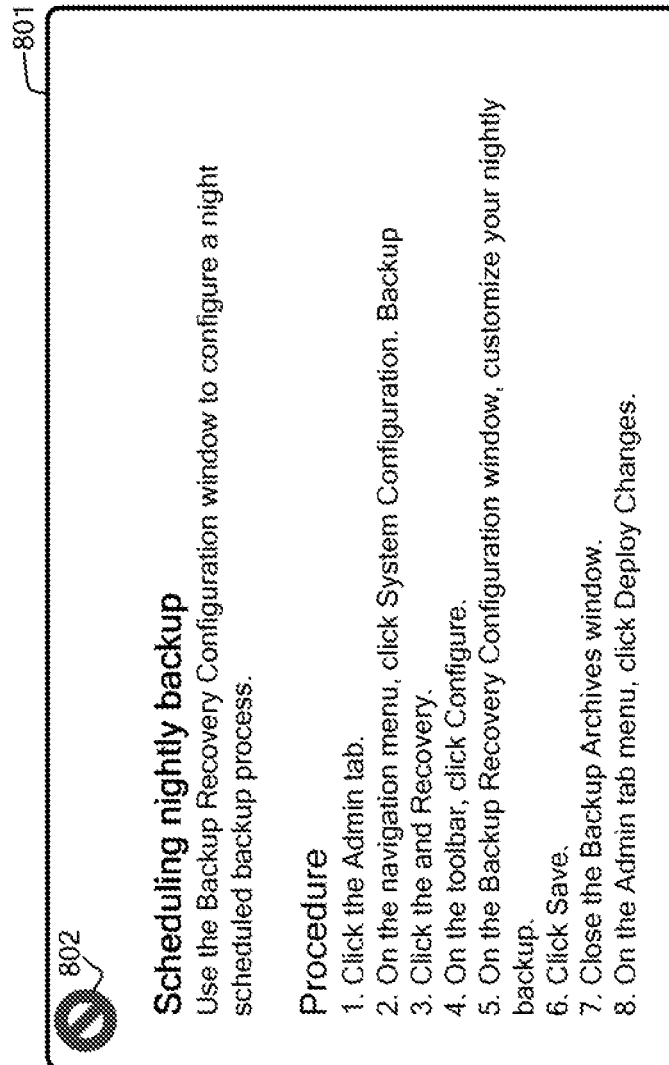 801
802
Scheduling nightly backup
Use the Backup Recovery Configuration window to configure a night
scheduled backup process.
Procedure
1. Click the Admin tab.
2. On the navigation menu, click System Configuration. Backup
3. Click the and Recovery.
4. On the toolbar, click Configure.
5. On the Backup Recovery Configuration window, customize your nightly
backup.
6. Click Save.
7. Close the Backup Archives window.
8. On the Admin tab menu, click Deploy Changes.